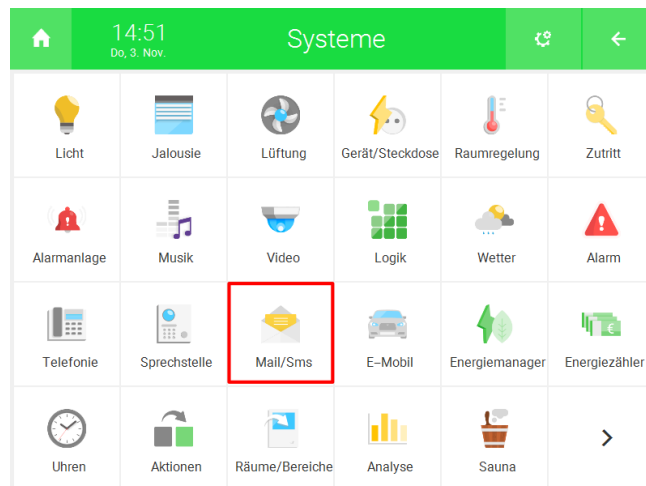 14:51
Do, 3. Nov.
Systeme
Licht Jalousie Lüftung Gerät/Steckdose Raumregelung Zutritt
Alarmanlage Musik Video Logik Wetter Alarm
Telefonie Sprechstelle Mail/Sms E-Mobil Energiemanager Energiezähler
Uhren Aktionen Räume/Bereiche Analyse Sauna